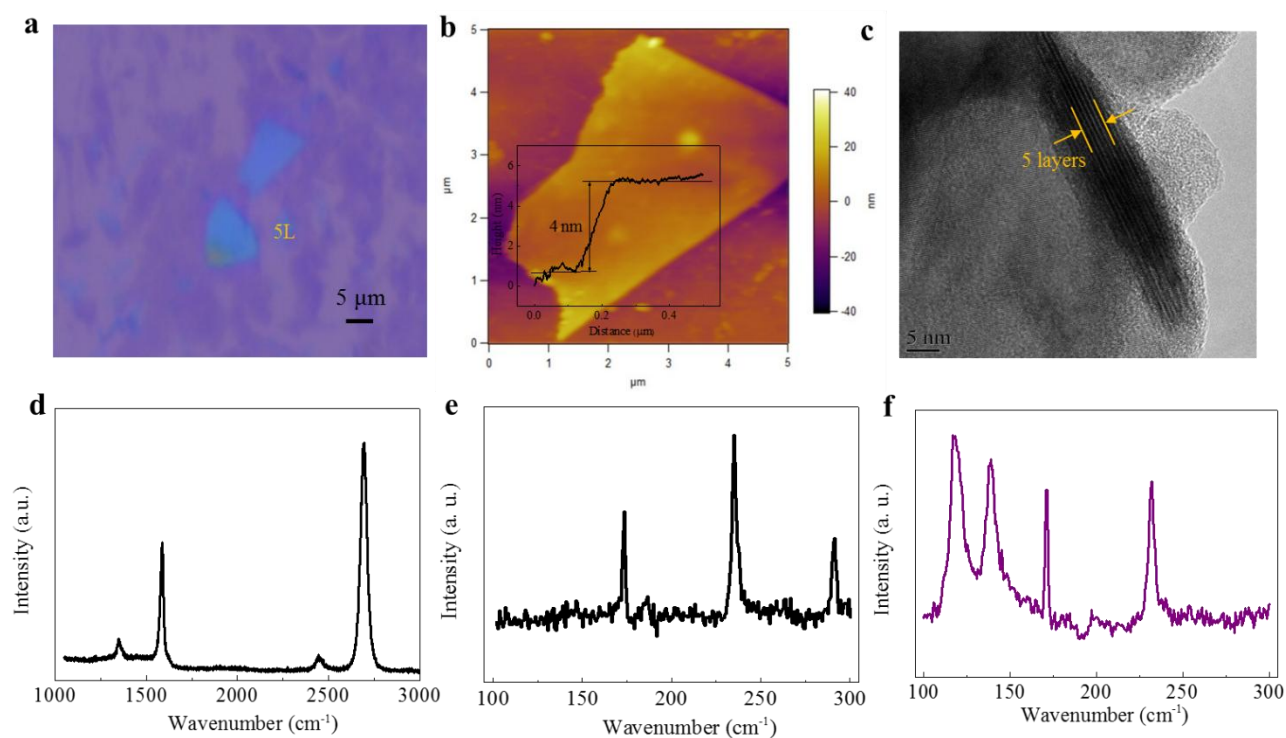 a
5L
5 μm
b
5
4
3
2
1
0
μm
0
1
2
3
4
5
μm
40
20
0
-20
-40
nm
6
4
2
0
Height (nm)
4 nm
0.0
0.2
0.4
Distance (μm)
c
5 layers
5 nm
d
Intensity (a.u.)
1000 1500 2000 2500 3000
Wavenumber (cm-1)
e
Intensity (a. u.)
100 150 200 250 300
Wavenumber (cm-1)
f
Intensity (a. u.)
100 150 200 250 300
Wavenumber (cm-1)